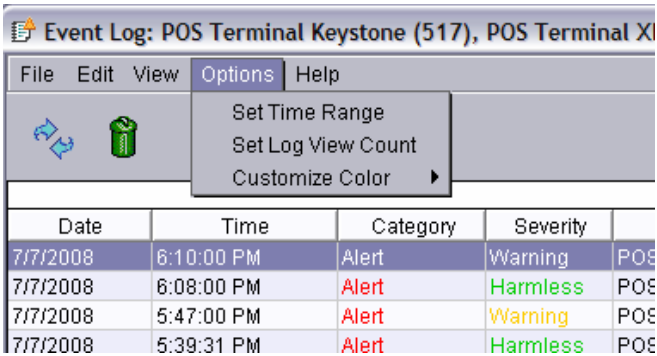 Event Log: POS Terminal Keystone (517), POS Terminal
File Edit View Options Help
Set Time Range
Set Log View Count
Customize Color
Date Time Category Severity
7/7/2008 6:10:00 PM Alert Warning POS
7/7/2008 6:08:00 PM Alert Harmless POS
7/7/2008 5:47:00 PM Alert Warning POS
7/7/2008 5:39:31 PM Alert Harmless POS